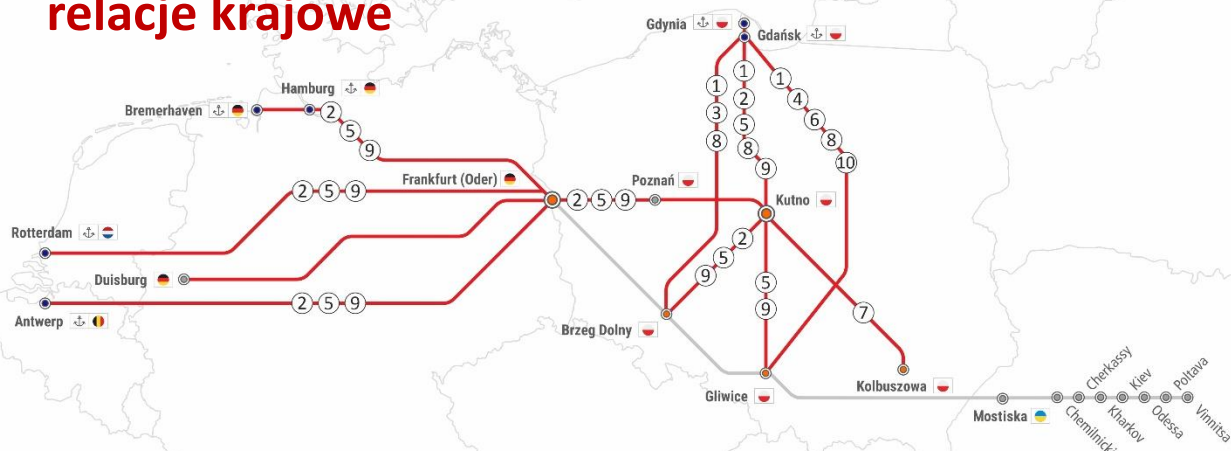 relacje krajowe
Gdynia
Gdańsk
Hamburg
Bremerhaven
2
5
9
1
3
8
1
2
5
8
9
1
4
6
8
10
Frankfurt (Oder)
2 5 9
2 5 9
Poznań
Kutno
Rotterdam
Duisburg
2
5
9
5
9
7
Antwerp
2 5 9
Brzeg Dolny
Gliwice
Kolbuszowa
Mostiska
Cherkassy
Kiev
Poltava
Kharkov
Odessa
Vinnitsa